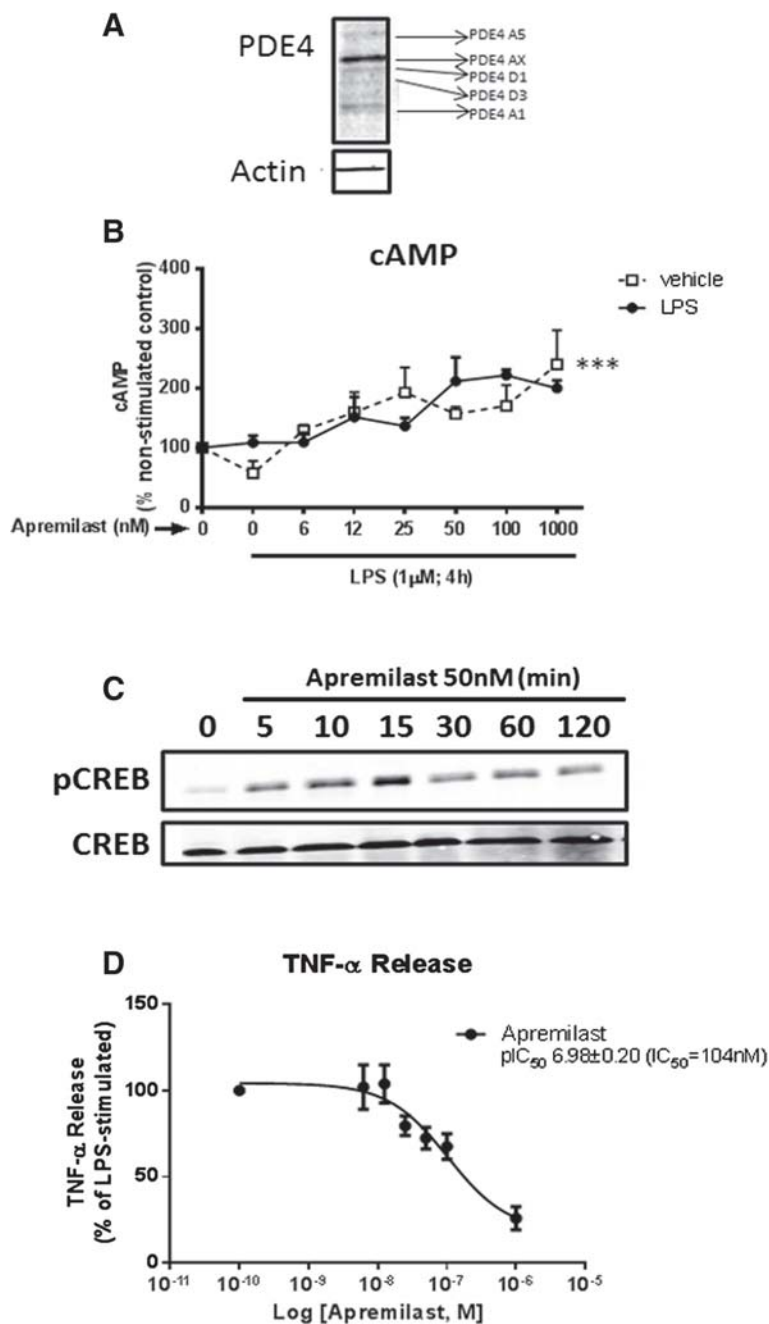 A
PDE4
PDE4 A5
PDE4 AX
PDE4 D1
PDE4 D3
PDE4 A1
Actin
B
cAMP
cAMP
(% non-stimulated control)
400
300
200
100
0
vehicle
LPS
***
Apremilast (nM)
0 0 6 12 25 50 100 1000
LPS (1µM; 4h)
C
Apremilast 50nM (min)
0 5 10 15 30 60 120
pCREB
CREB
D
TNF-α Release
TNF-α Release
(% of LPS-stimulated)
150
100
50
0
Apremilast
pIC₅₀ 6.98±0.20 (IC₅₀=104nM)
10⁻¹¹ 10⁻¹⁰ 10⁻⁹ 10⁻⁸ 10⁻⁷ 10⁻⁶ 10⁻⁵
Log [Apremilast, M]